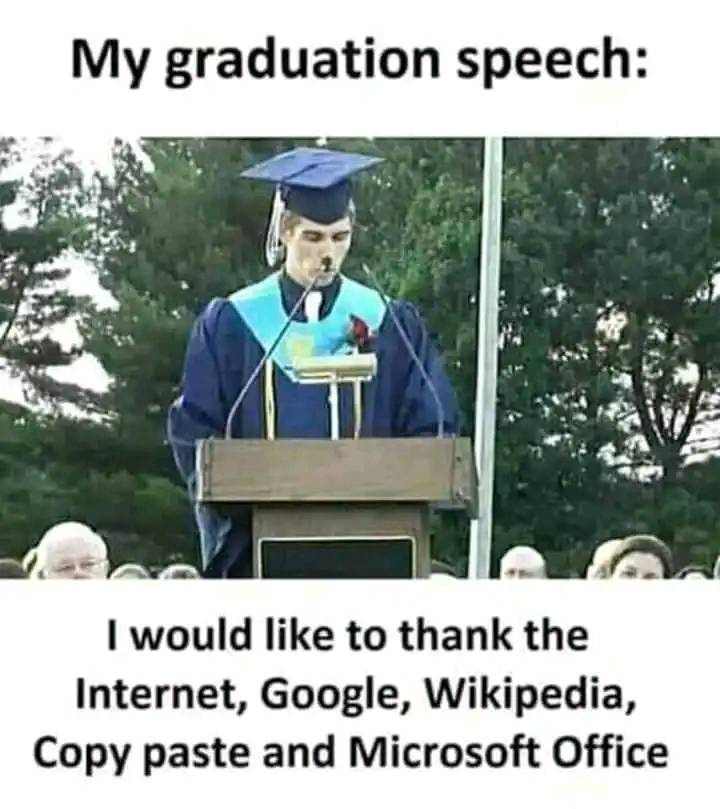 My graduation speech:
I would like to thank the
Internet, Google, Wikipedia,
Copy paste and Microsoft Office